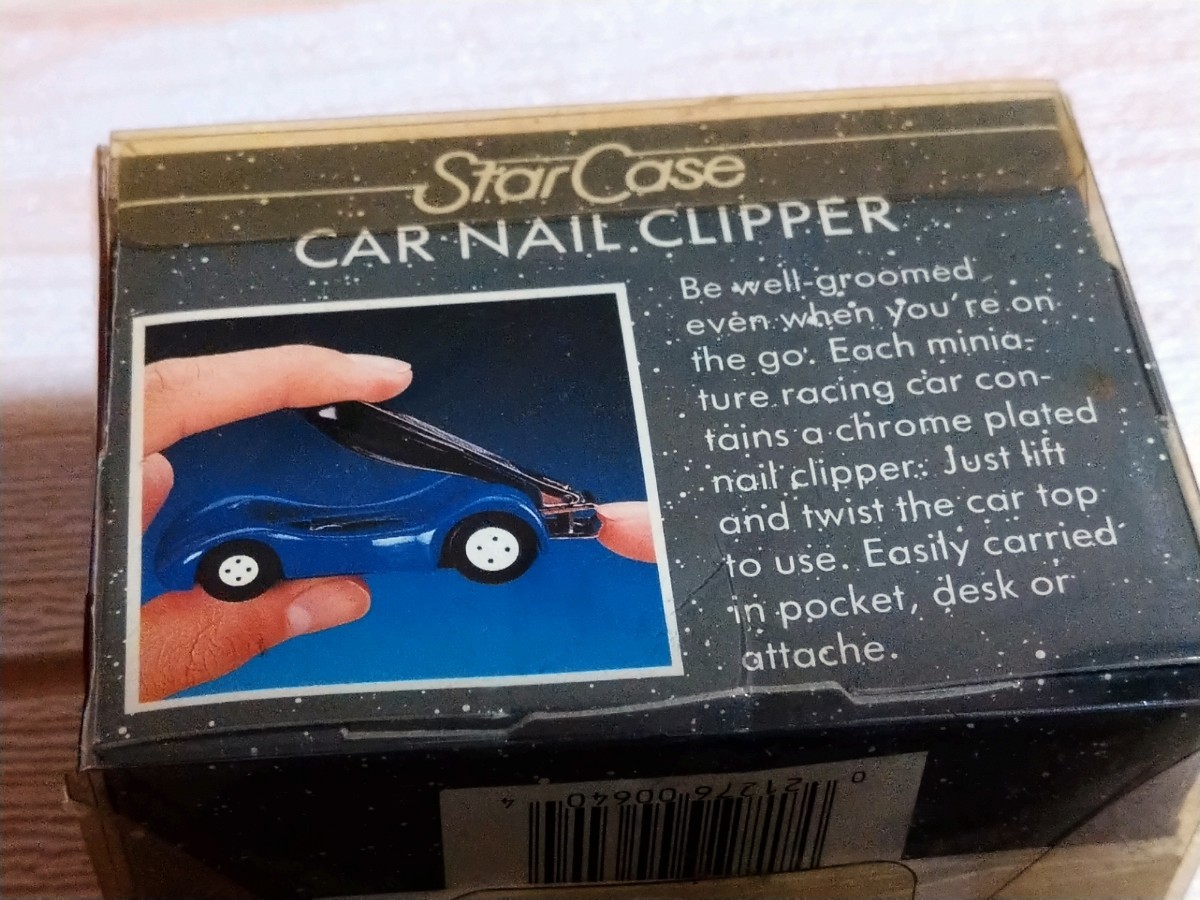 Star Case
CAR NAIL CLIPPER
Be well-groomed
even when you're on
the go. Each minia-
ture racing car con-
tains a chrome plated
nail clipper. Just lift
and twist the car top
to use. Easily carried
in pocket, desk or
attache.
0 21276 00640 4